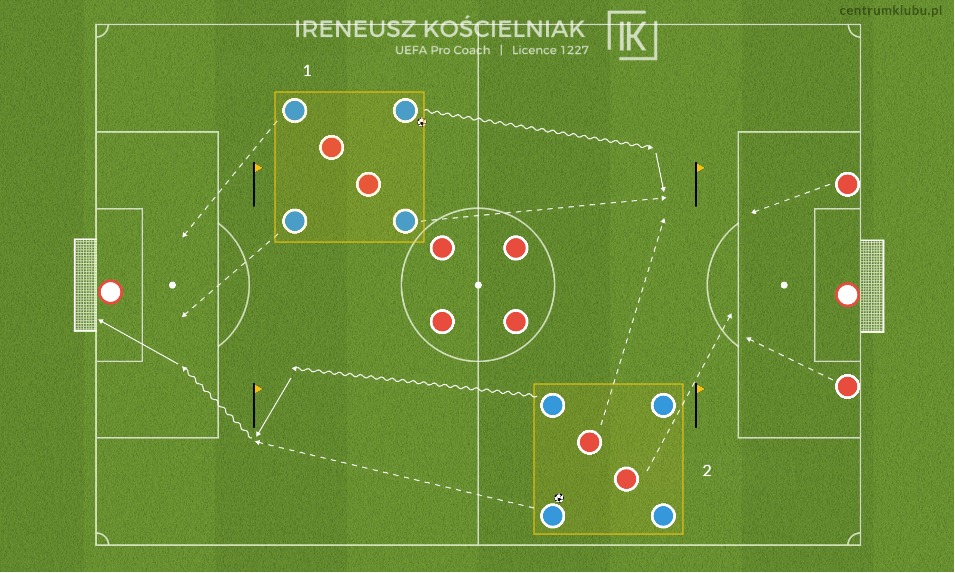 centrumklubu.pl
IRENEUSZ KOŚCIELNIAK
IK
UEFA Pro Coach | Licence 1227
1
2